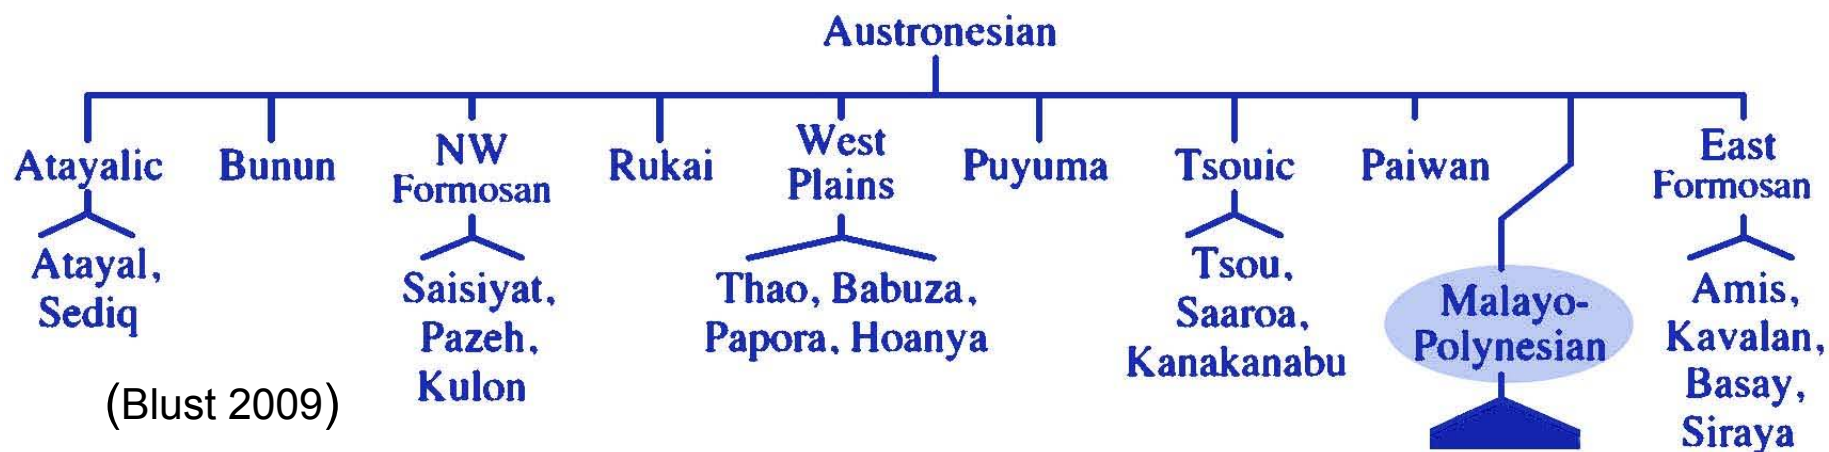 Austronesian
Atayalic
Atayal,
Sediq
Bunun
NW
Formosan
Saisiyat,
Pazeh,
Kulon
Rukai
West
Plains
Thao, Babuza,
Papora, Hoanya
Puyuma
Tsouic
Tsou,
Saaroa,
Kanakanabu
Paiwan
Malayo-
Polynesian
East
Formosan
Amis,
Kavalan,
Basay,
Siraya
(Blust 2009)